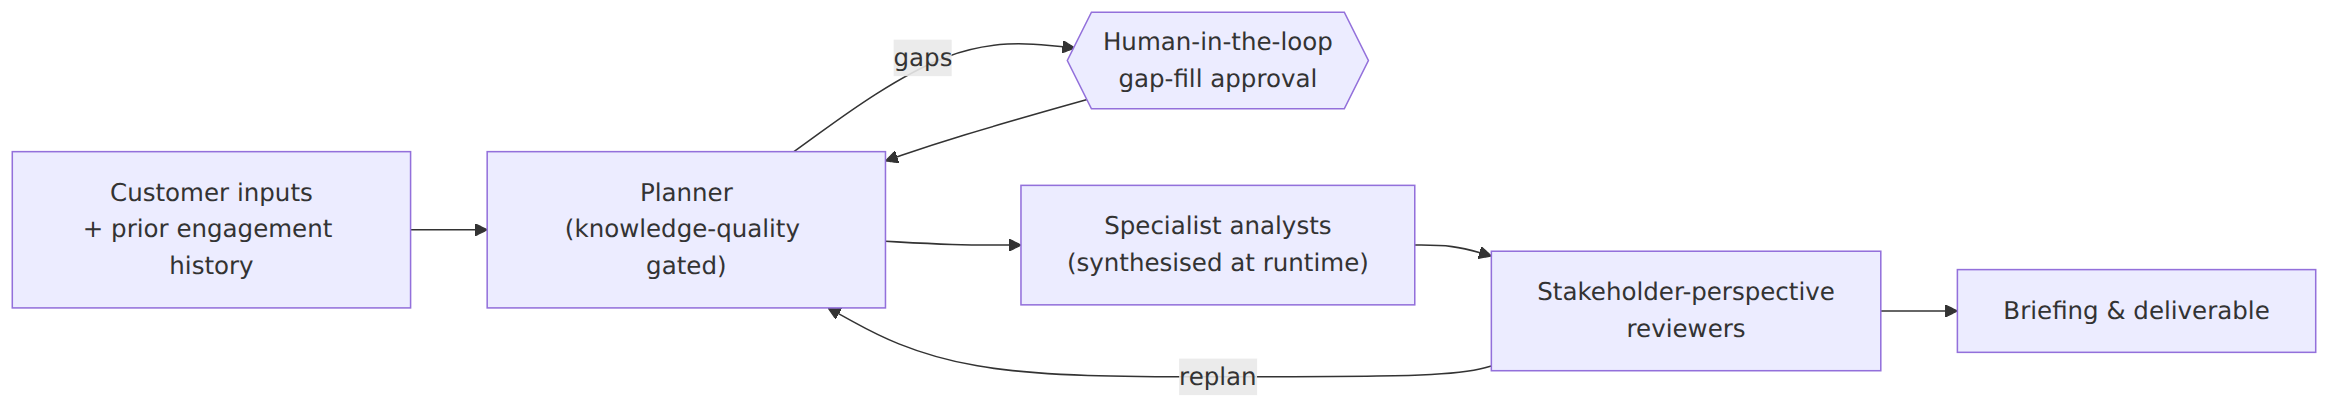 Customer inputs
+ prior engagement
history
Planner
(knowledge-quality
gated)
gaps
Human-in-the-loop
gap-fill approval
Specialist analysts
(synthesised at runtime)
Stakeholder-perspective
reviewers
replan
Briefing & deliverable